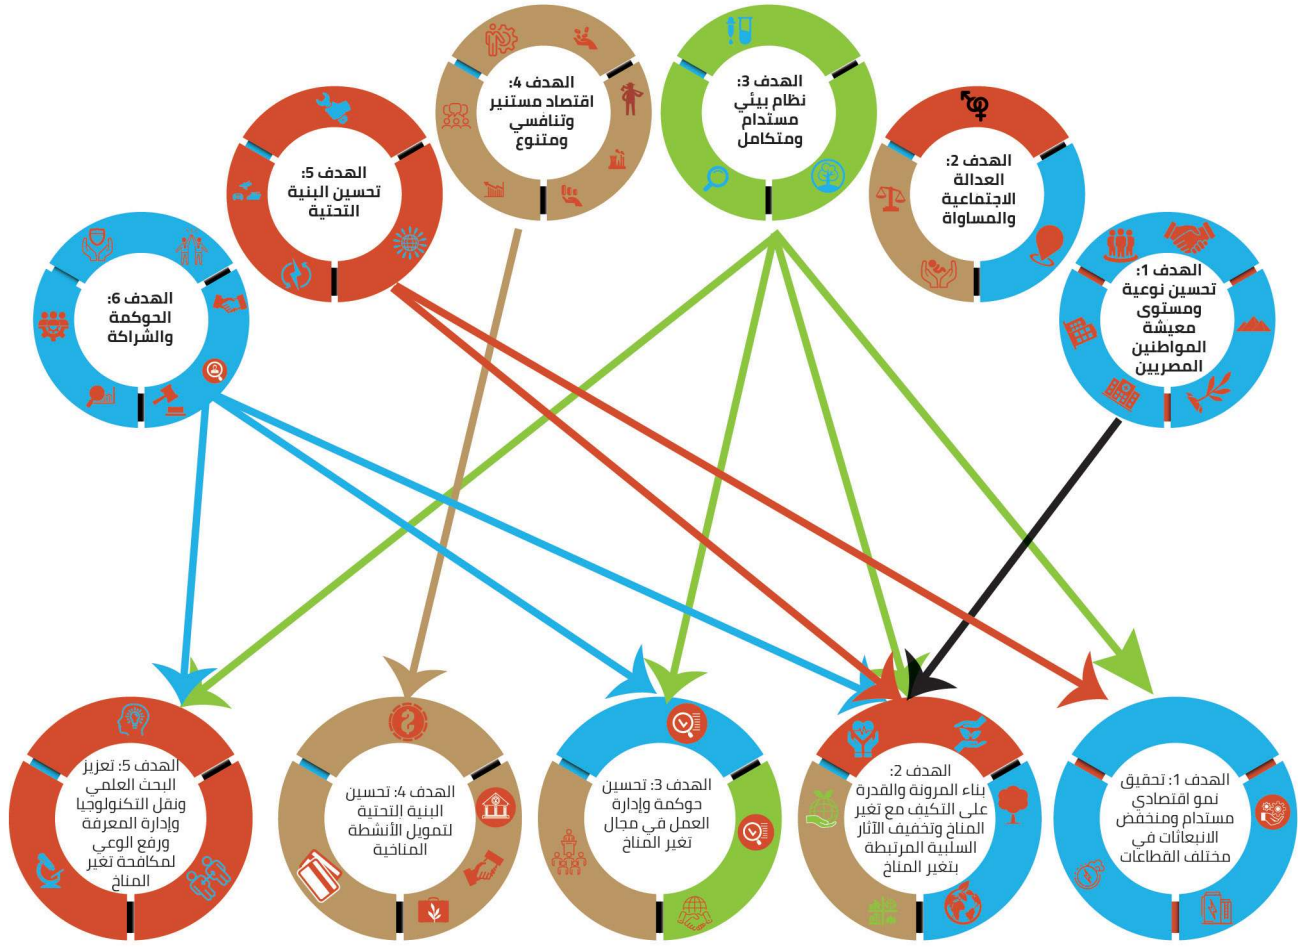 الهدف 1:
تحسين نوعية
ومستوى
معيشة
المواطنين
المصريين
الهدف 2:
العدالة
الاجتماعية
والمساواة
الهدف 3:
نظام بيئي
مستدام
ومتكامل
الهدف 4:
اقتصاد مستنير
وتنافسي
ومتنوع
الهدف 5:
تحسين البنية
التحتية
الهدف 6:
الحوكمة
والشراكة
الهدف 1: تحقيق
نمو اقتصادي
مستدام ومنخفض
الانبعاثات في
مختلف القطاعات
الهدف 2:
بناء المرونة والقدرة
على التكيف مع تغير
المناخ وتخفيف الآثار
السلبية المرتبطة
بتغير المناخ
الهدف 3: تحسين
حوكمة وإدارة
العمل في مجال
تغير المناخ
الهدف 4: تحسين
البنية التحتية
لتمويل الأنشطة
المناخية
الهدف 5: تعزيز
البحث العلمي
ونقل التكنولوجيا
وإدارة المعرفة
ورفع الوعي
لمكافحة تغير
المناخ